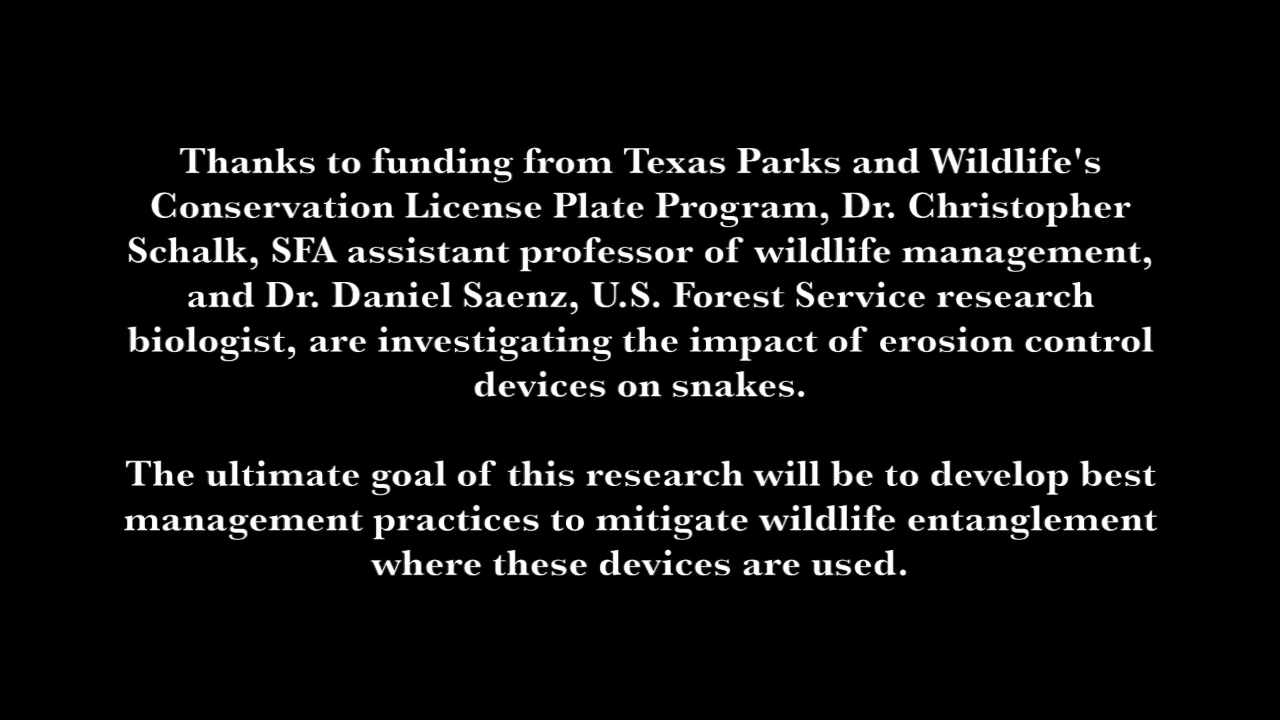 Thanks to funding from Texas Parks and Wildlife's
Conservation License Plate Program, Dr. Christopher
Schalk, SFA assistant professor of wildlife management,
and Dr. Daniel Saenz, U.S. Forest Service research
biologist, are investigating the impact of erosion control
devices on snakes.
The ultimate goal of this research will be to develop best
management practices to mitigate wildlife entanglement
where these devices are used.